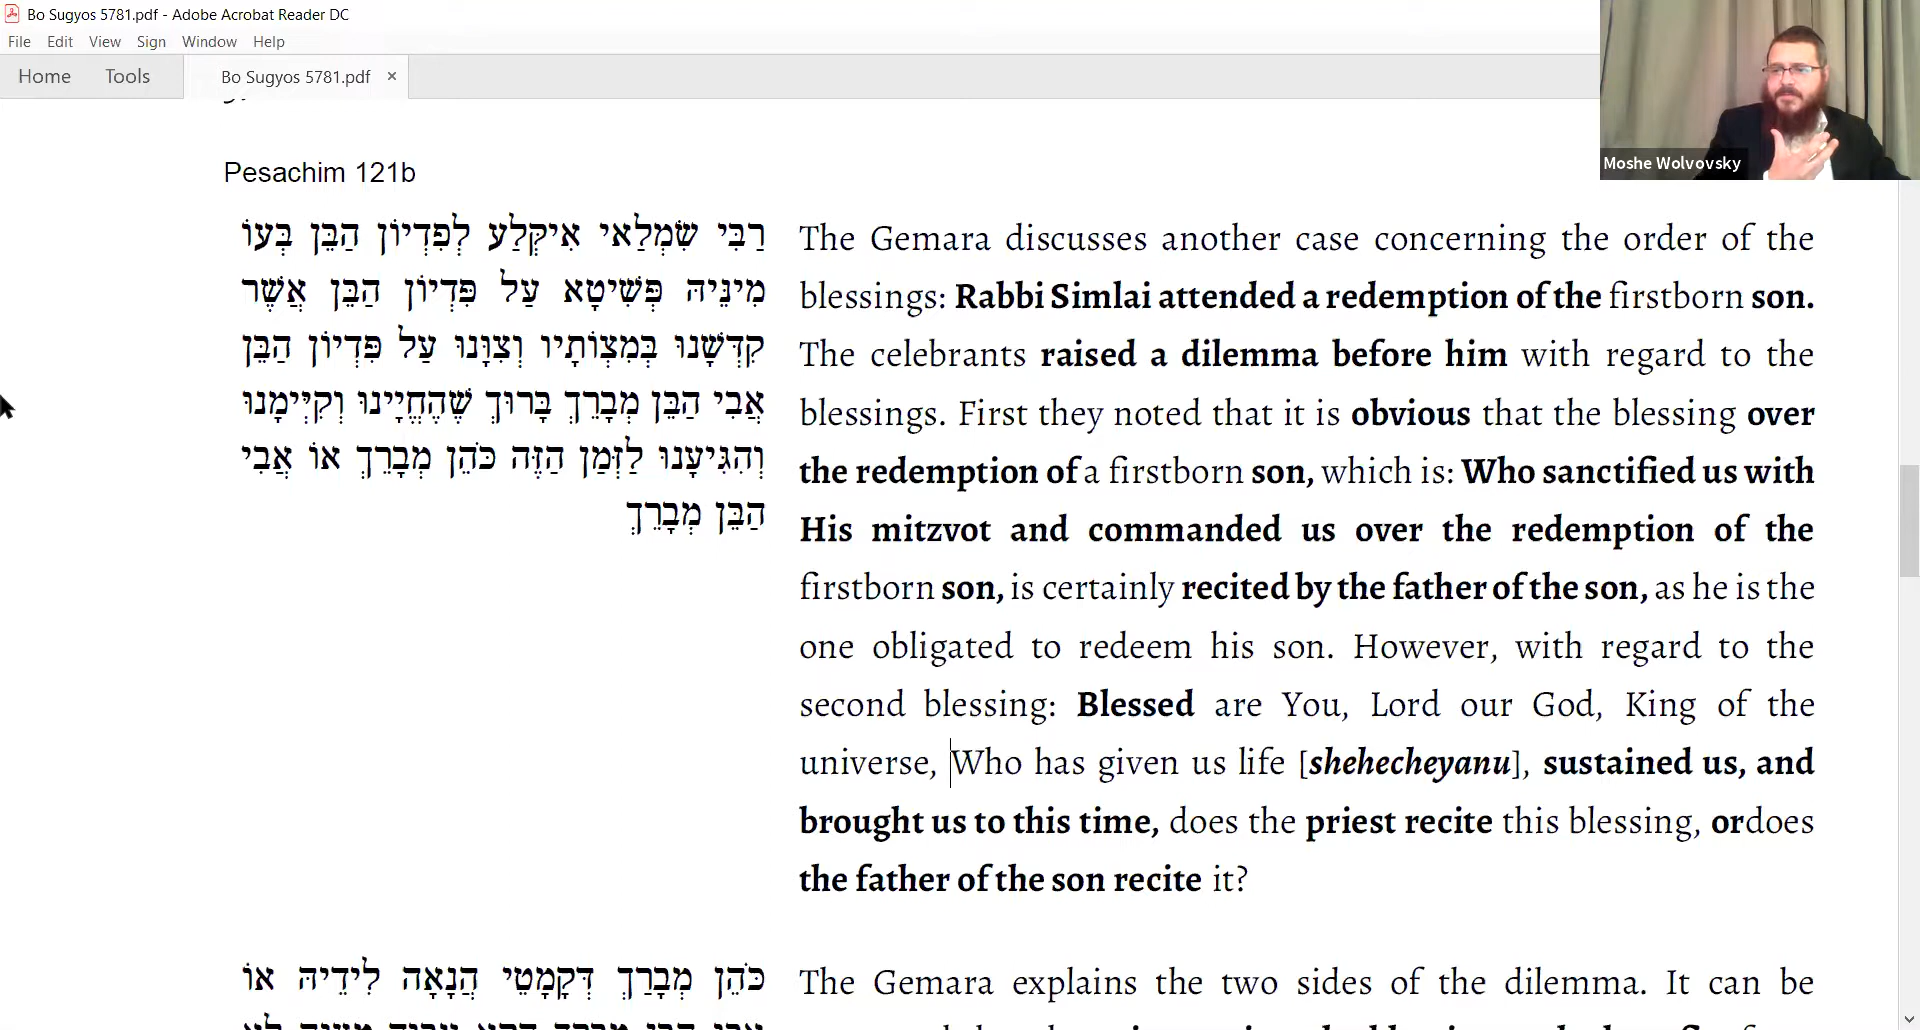 Bo Sugyos 5781.pdf - Adobe Acrobat Reader DC
File Edit View Sign Window Help
Home Tools Bo Sugyos 5781.pdf ×
Moshe Wolvovsky
Pesachim 121b
רַבִּי שִׂמְלַאי אִיקְּלַע לְפִדְיוֹן הַבֵּן בְּעוֹ
מִינֵּיהּ פְּשִׁיטָא עַל פִּדְיוֹן הַבֵּן אֲשֶׁר
קִדְּשָׁנוּ בְּמִצְוֹתָיו וְצִוָּנוּ עַל פִּדְיוֹן הַבֵּן
אֲבִי הַבֵּן מְבָרֵךְ בָּרוּךְ שֶׁהֶחֱיָינוּ וְקִיְּימָנוּ
וְהִגִּיעָנוּ לַזְּמַן הַזֶּה כֹּהֵן מְבָרֵךְ אוֹ אֲבִי
הַבֵּן מְבָרֵךְ
The Gemara discusses another case concerning the order of the
blessings: Rabbi Simlai attended a redemption of the firstborn son.
The celebrants raised a dilemma before him with regard to the
blessings. First they noted that it is obvious that the blessing over
the redemption of a firstborn son, which is: Who sanctified us with
His mitzvot and commanded us over the redemption of the
firstborn son, is certainly recited by the father of the son, as he is the
one obligated to redeem his son. However, with regard to the
second blessing: Blessed are You, Lord our God, King of the
universe, Who has given us life [shehecheyanu], sustained us, and
brought us to this time, does the priest recite this blessing, ordoes
the father of the son recite it?
כֹּהֵן מְבָרַךְ דְּקָמָטֵי הֲנָאָה לִידֵיהּ אוֹ
The Gemara explains the two sides of the dilemma. It can be